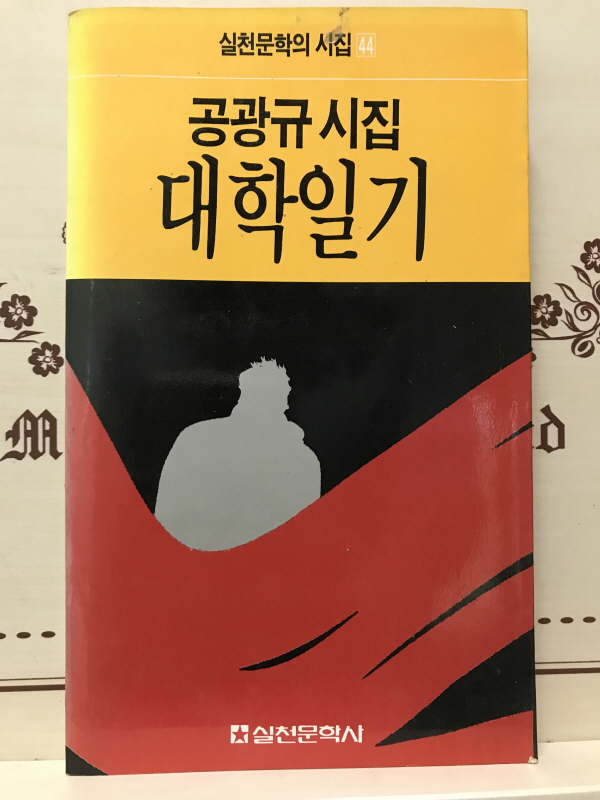 실천문학의 시집 44
공광규 시집
대학일기
실천문학사